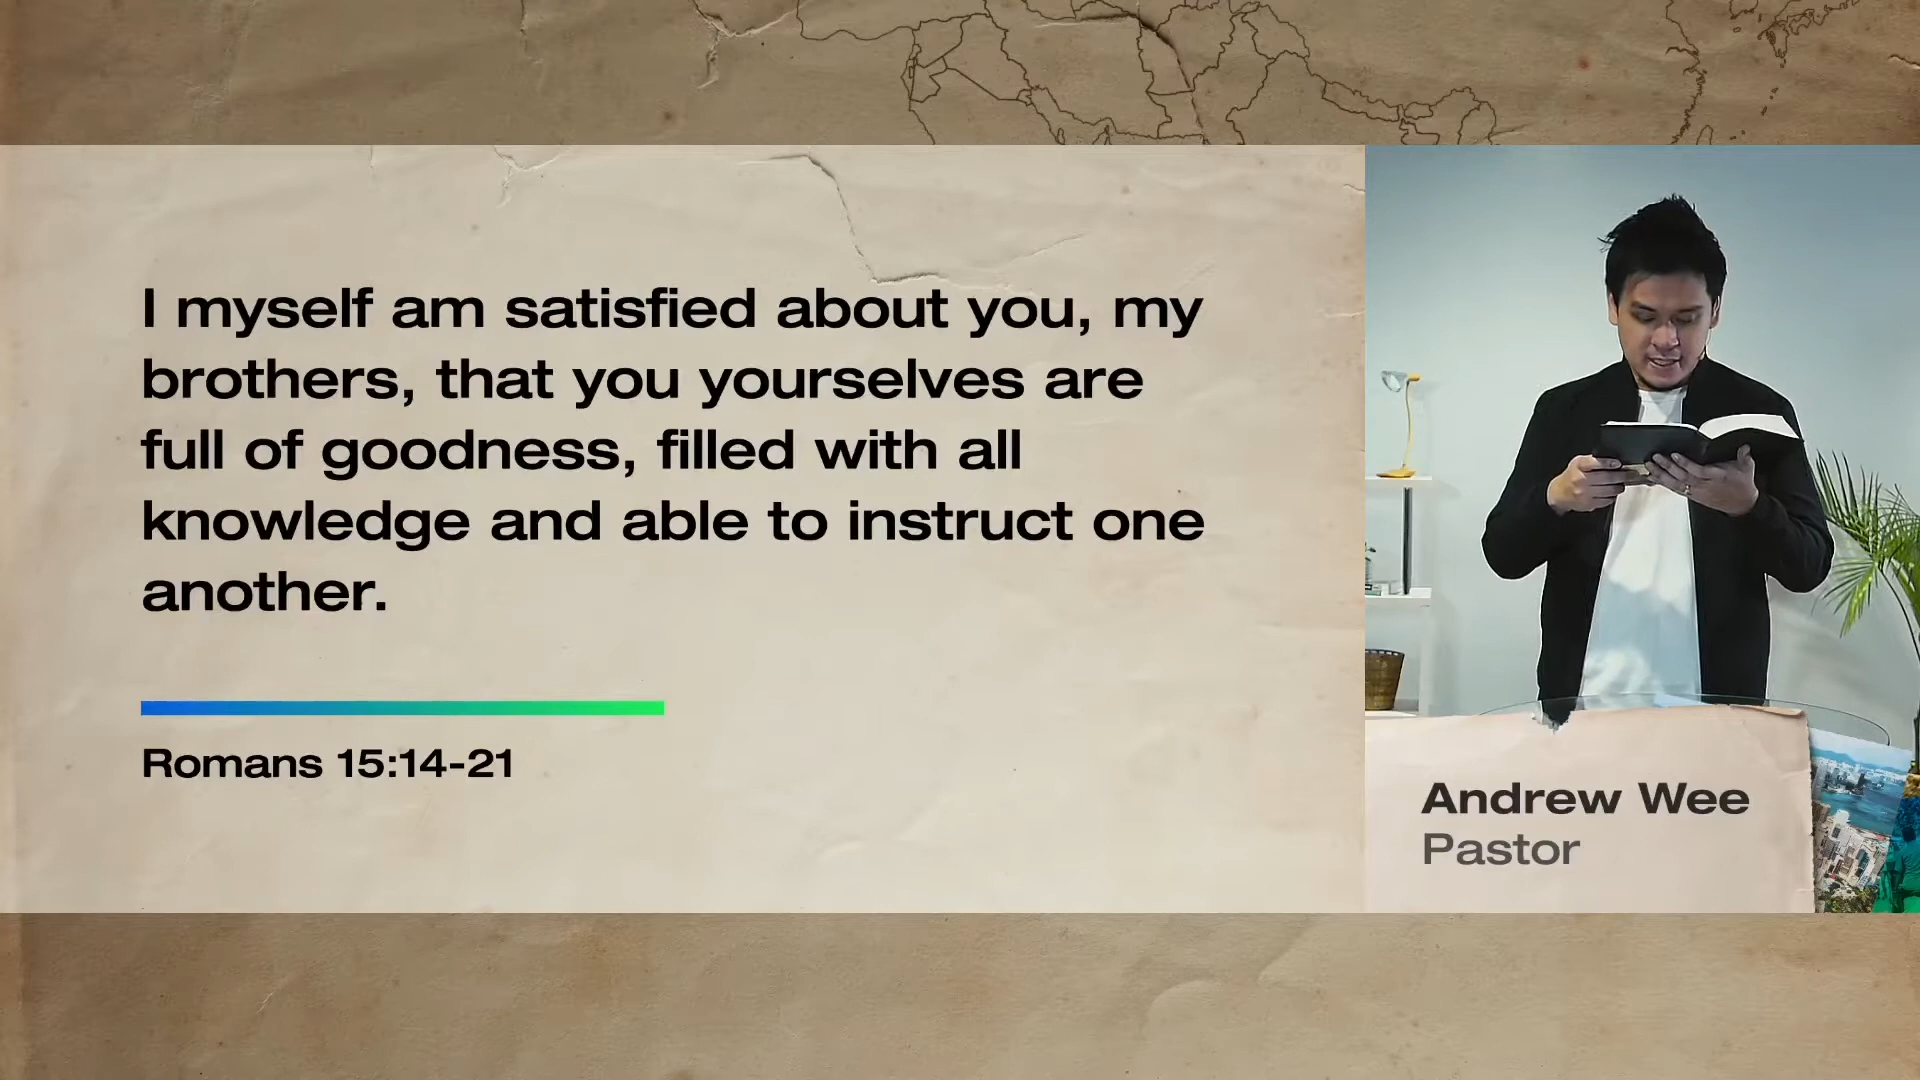 I myself am satisfied about you, my
brothers, that you yourselves are
full of goodness, filled with all
knowledge and able to instruct one
another.
Romans 15:14-21
Andrew Wee
Pastor